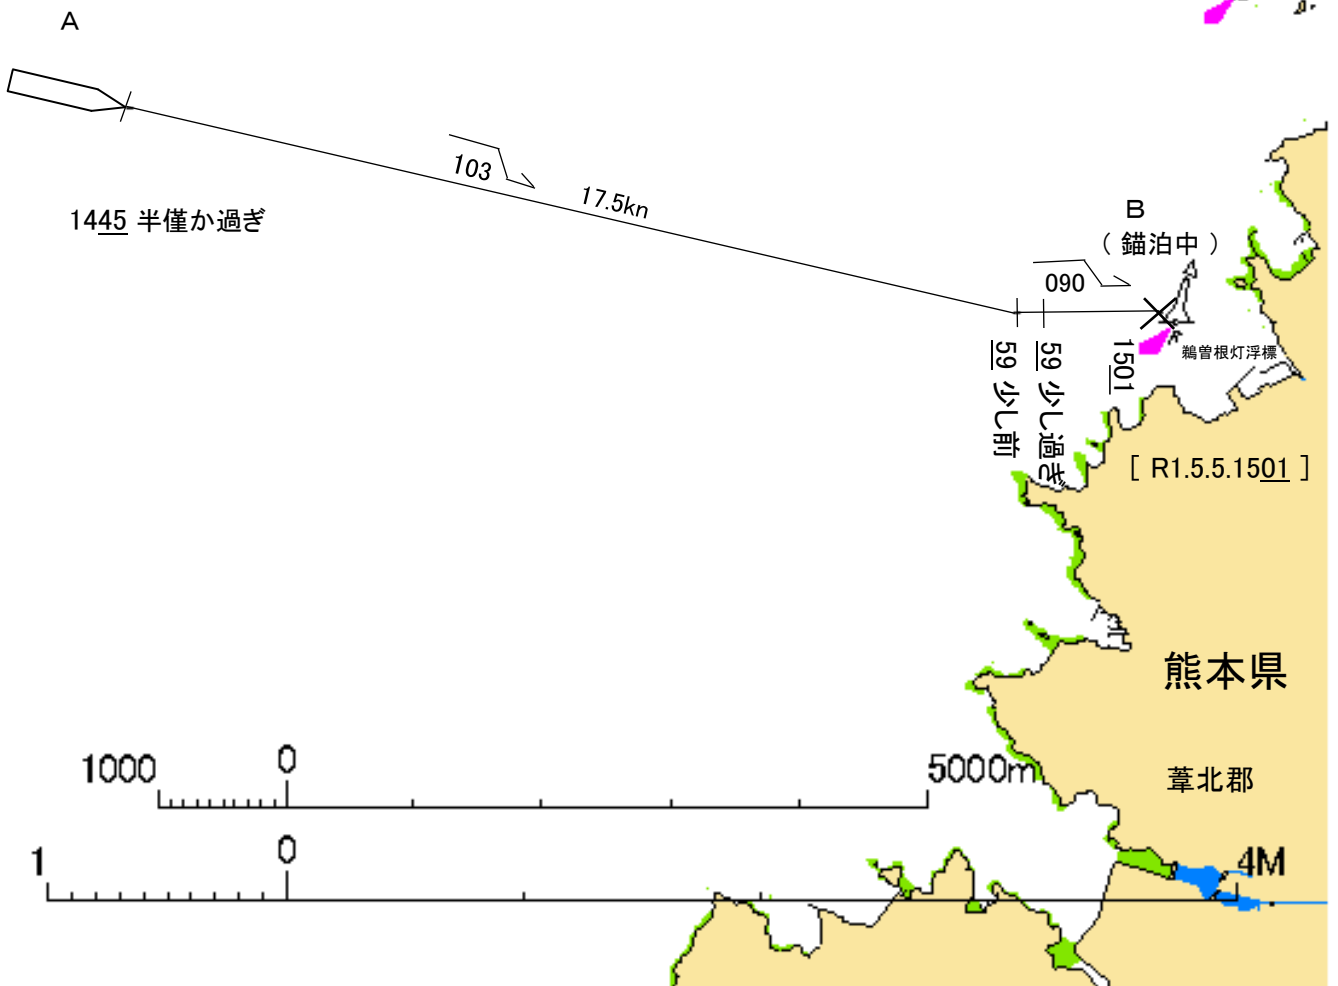 A
103
17.5kn
1445 半僅か過ぎ
B
（ 錨泊中 ）
090
59 少し前
59 少し過ぎ
1501
鵜曽根灯浮標
［ R1.5.5.1501 ］
熊本県
葦北郡
1000 0 5000m
1 0 4M